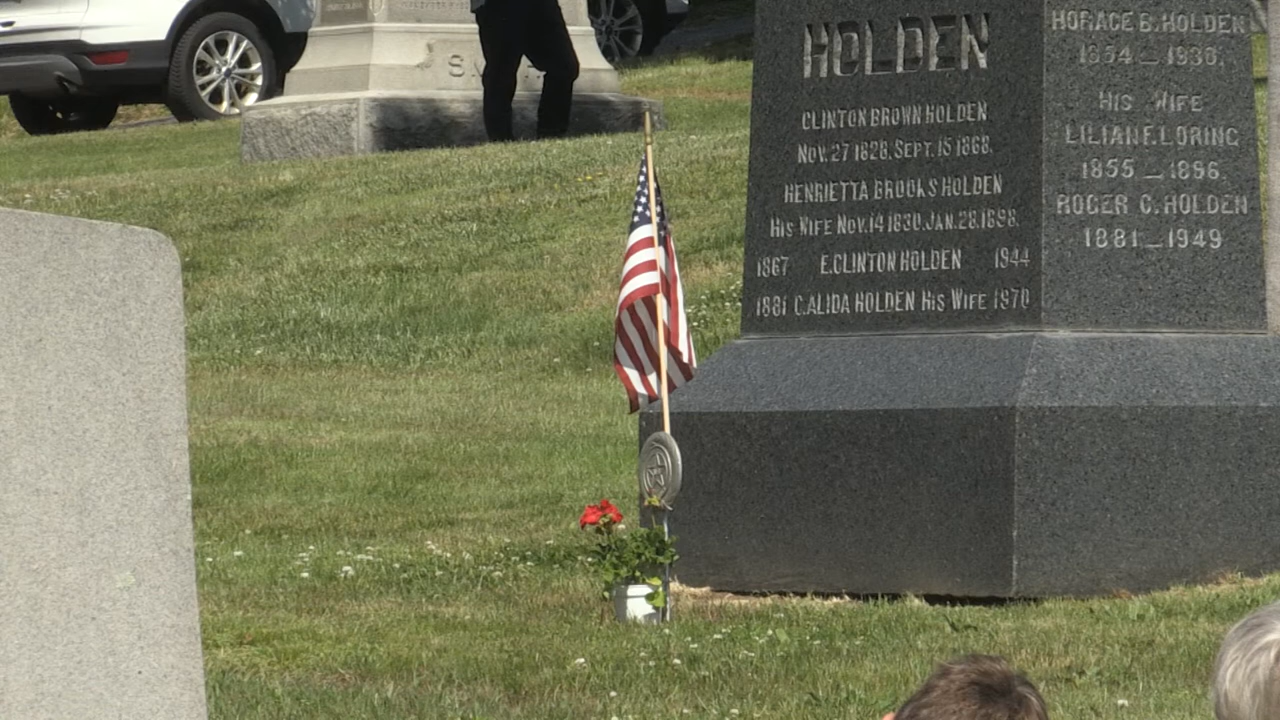 HOLDEN
CLINTON BROWN HOLDEN
NOV. 27 1828. SEPT. 15 1868.
HENRIETTA BROOKS HOLDEN
HIS WIFE NOV. 14 1830. JAN. 28. 1898.
1867 E. CLINTON HOLDEN 1944
1881 C. ALIDA HOLDEN HIS WIFE 1970
HORACE B. HOLDEN
1854 – 1936.
HIS WIFE
LILIAN F. LORING
1855 – 1896.
ROGER C. HOLDEN
1881 – 1949